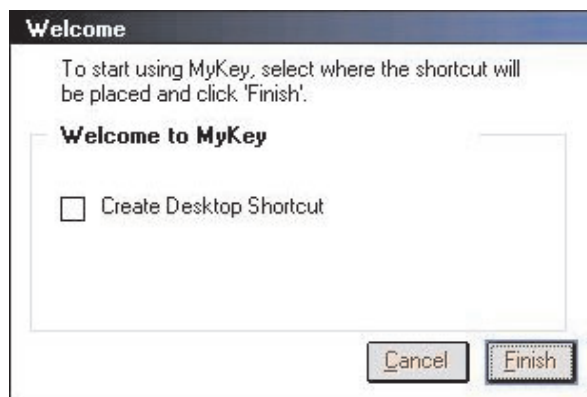 Welcome
To start using MyKey, select where the shortcut will
be placed and click 'Finish'.
Welcome to MyKey
Create Desktop Shortcut
Cancel
Finish